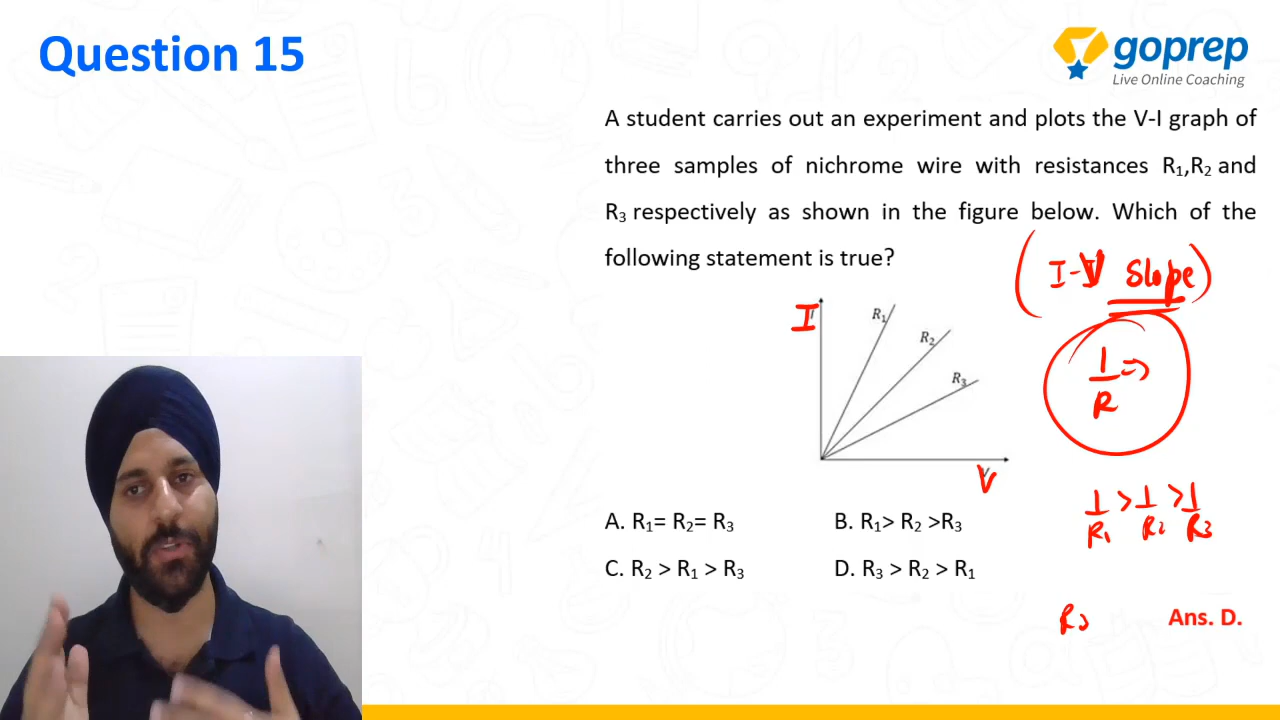 Question 15
goprep
Live Online Coaching
A student carries out an experiment and plots the V-I graph of
three samples of nichrome wire with resistances R₁,R₂ and
R₃ respectively as shown in the figure below. Which of the
following statement is true?
(I-V Slope)
I
R₁
R₂
R₃
1/R ⇒
V
1/R₁ > 1/R₂ > 1/R₃
A. R₁= R₂= R₃
B. R₁> R₂ >R₃
C. R₂ > R₁ > R₃
D. R₃ > R₂ > R₁
Ans. D.